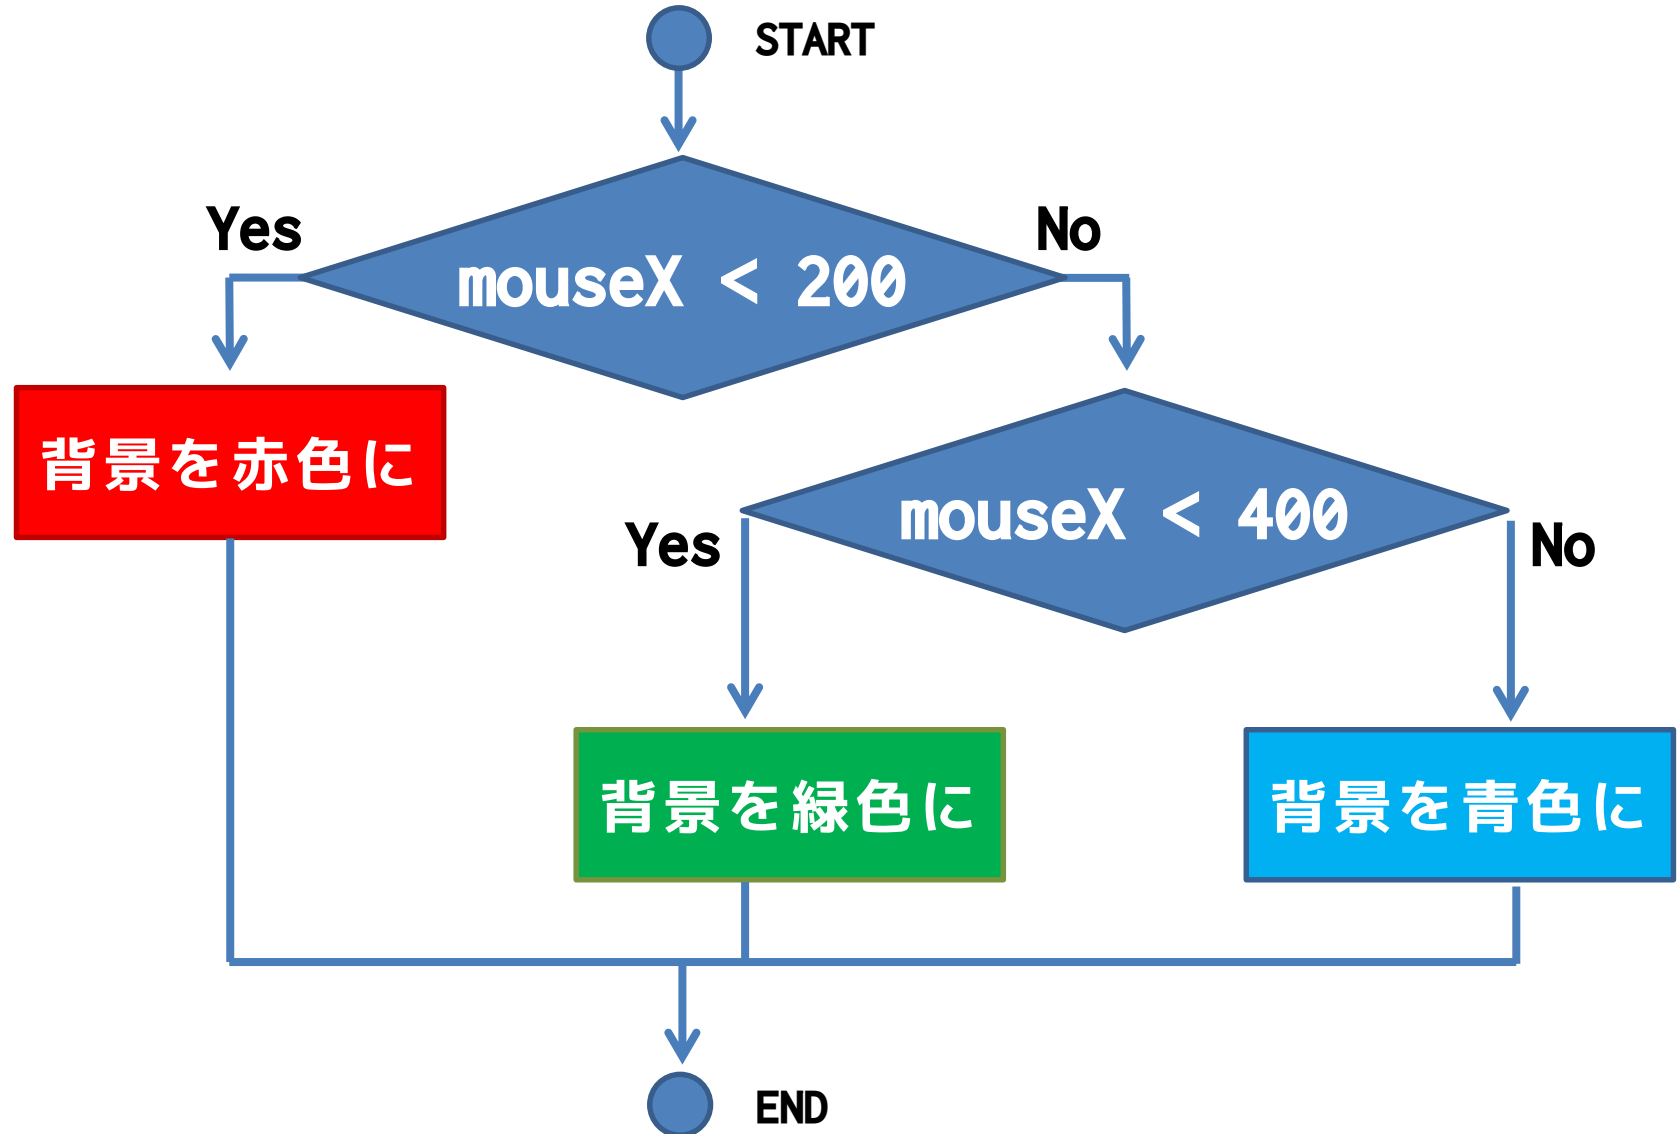 START
Yes
No
mouseX < 200
背景を赤色に
mouseX < 400
Yes
No
背景を緑色に
背景を青色に
END